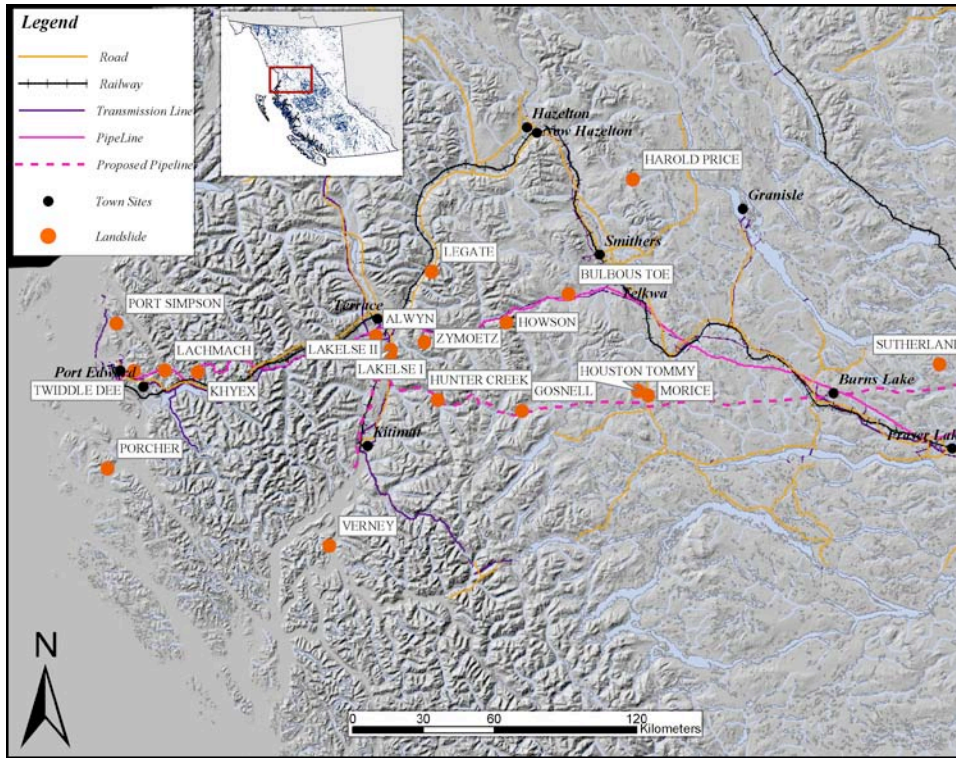 Legend
Road
Railway
Transmission Line
PipeLine
Proposed Pipeline
Town Sites
Landslide
Hazelton
New Hazelton
HAROLD PRICE
Granisle
Smithers
LEGATE
BULBOUS TOE
Telkwa
PORT SIMPSON
Terrace
ALWYN
HOWSON
ZYMOETZ
LAKELSE II
LACHMACH
LAKELSE I
SUTHERLAND
Port Edward
HOUSTON TOMMY
HUNTER CREEK
TWIDDLE DEE
KHYEX
GOSNELL
MORICE
Burns Lake
Kitimat
Fraser Lake
PORCHER
VERNEY
N
0 30 60 120
Kilometers